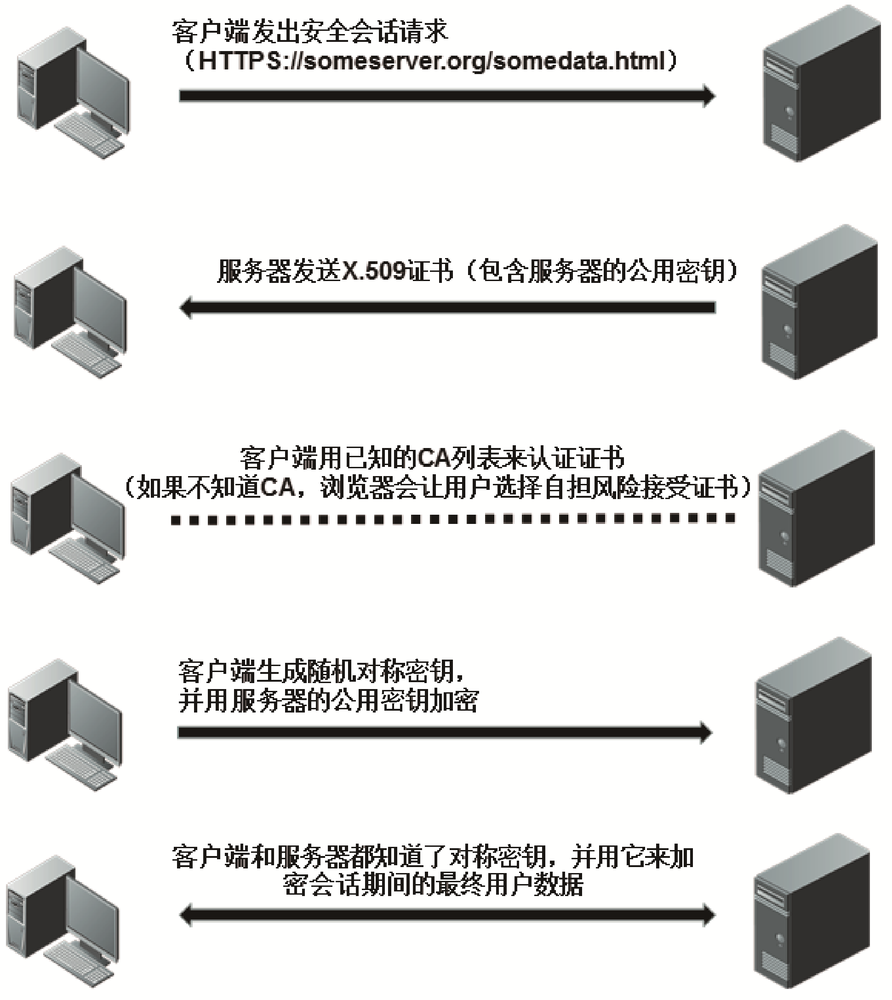 客户端发出安全会话请求
（HTTPS://someserver.org/somedata.html）
服务器发送X.509证书（包含服务器的公用密钥）
客户端用已知的CA列表来认证证书
（如果不知道CA，浏览器会让用户选择自担风险接受证书）
客户端生成随机对称密钥，
并用服务器的公用密钥加密
客户端和服务器都知道了对称密钥，并用它来加
密会话期间的最终用户数据